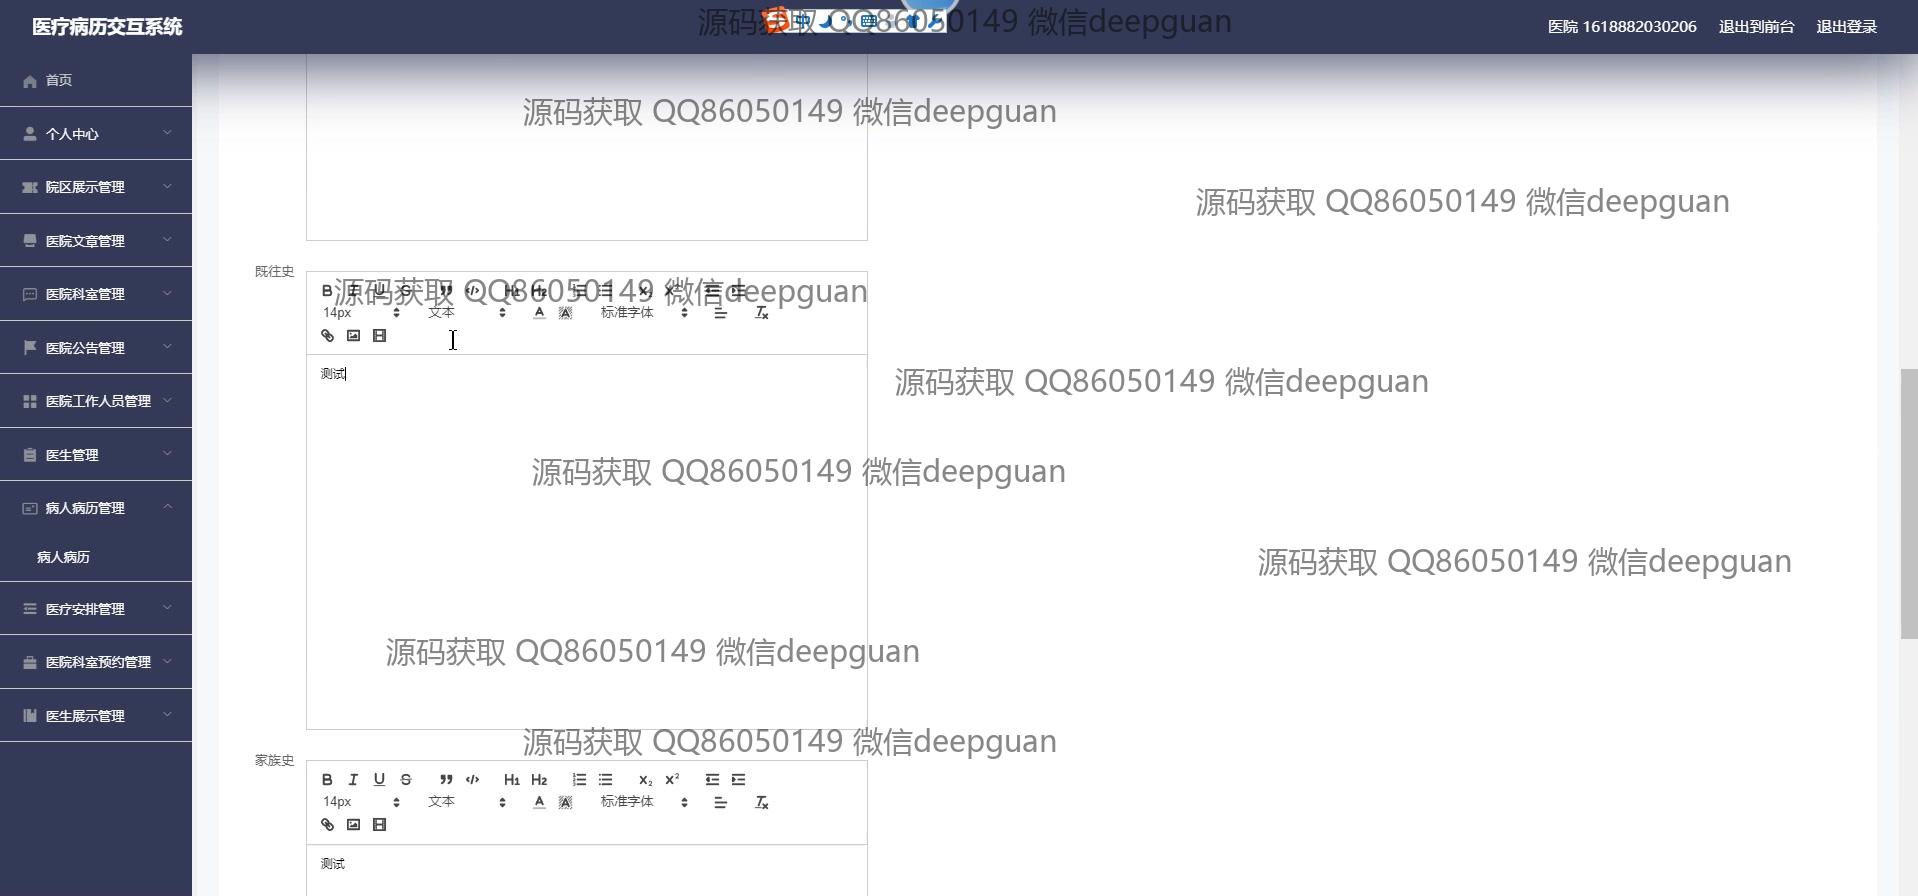 医疗病历交互系统
源码获取 QQ86050149 微信deepguan
医院 1618882030206
退出到前台
退出登录
首页
个人中心
院区展示管理
医院文章管理
医院科室管理
医院公告管理
医院工作人员管理
医生管理
病人病历管理
病人病历
医疗安排管理
医院科室预约管理
医生展示管理
源码获取 QQ86050149 微信deepguan
源码获取 QQ86050149 微信deepguan
既往史
源码获取 QQ86050149 微信deepguan
14px 文本 标准字体
测试
源码获取 QQ86050149 微信deepguan
源码获取 QQ86050149 微信deepguan
源码获取 QQ86050149 微信deepguan
源码获取 QQ86050149 微信deepguan
源码获取 QQ86050149 微信deepguan
家族史
B I U S H1 H2 X2 X2
14px 文本 标准字体
测试